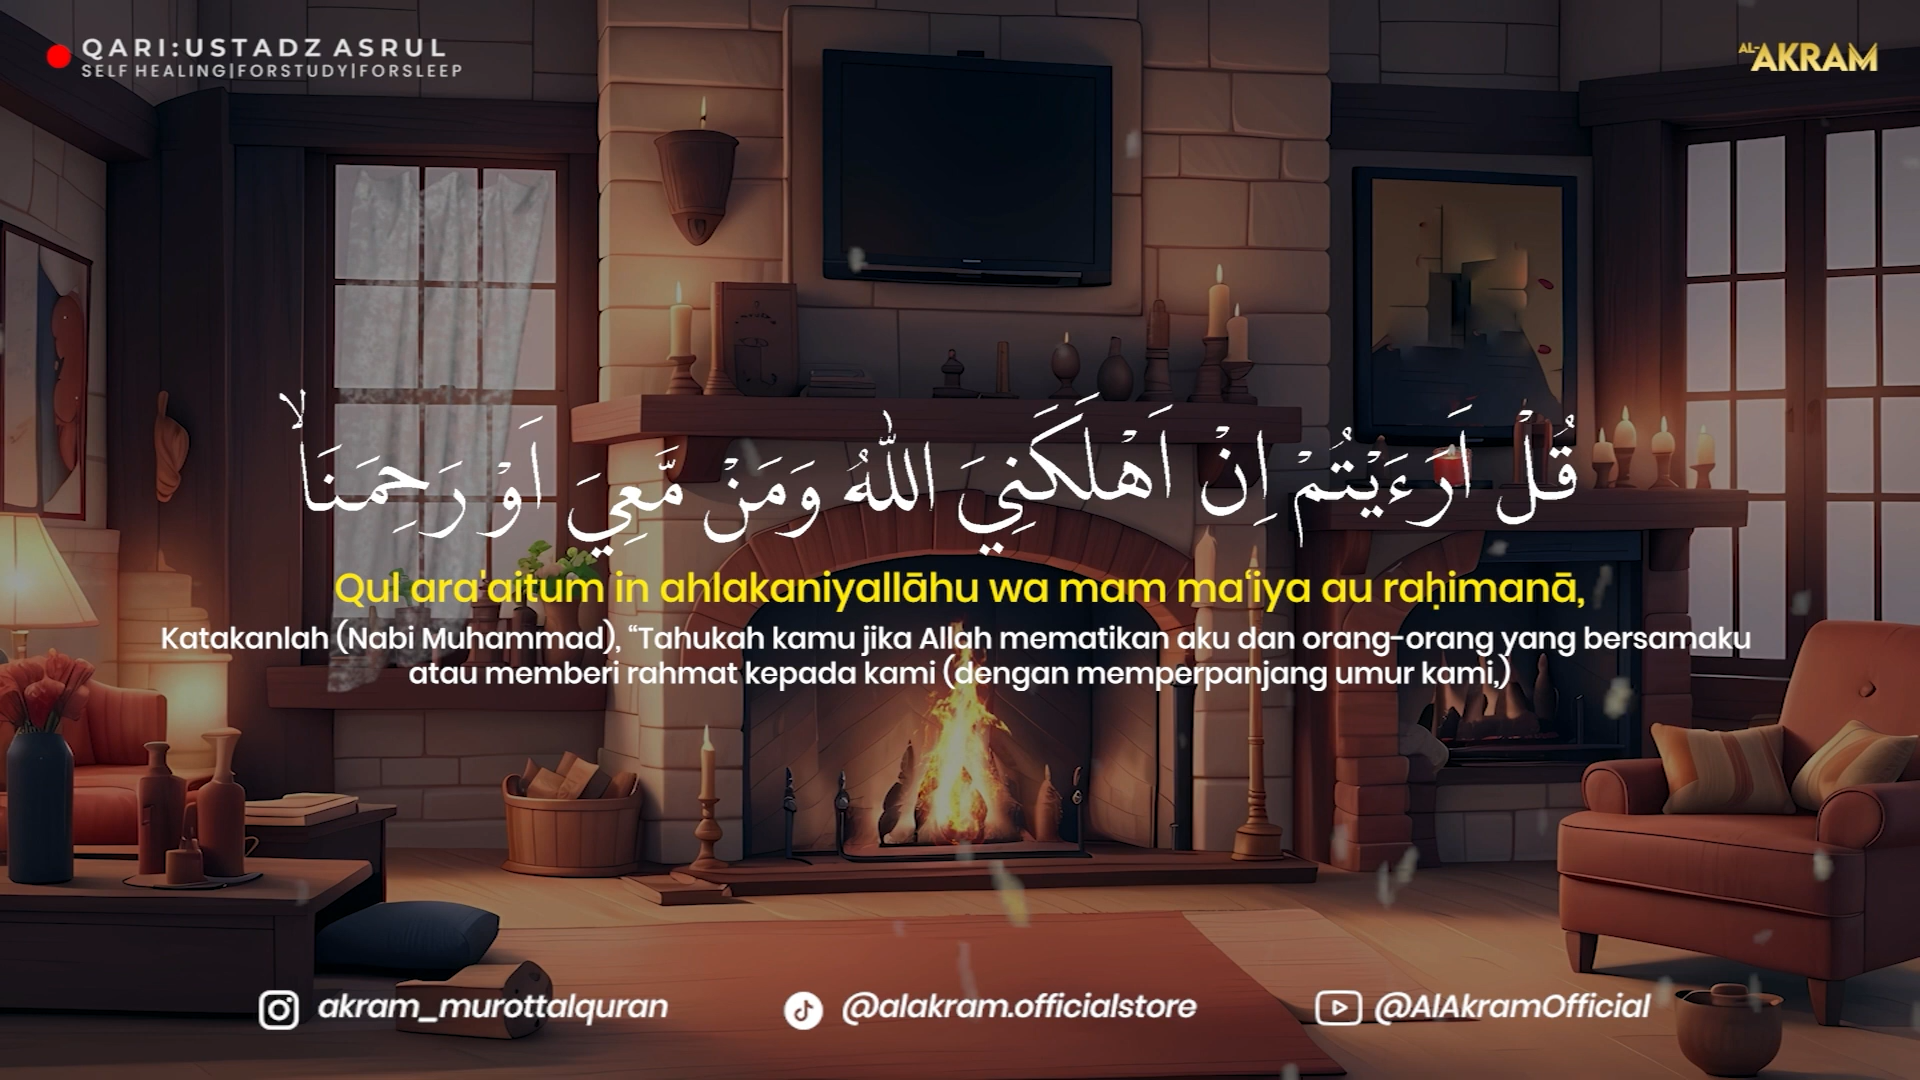 QARI:USTADZ ASRUL
SELF HEALING|FORSTUDY|FORSLEEP
AL-AKRAM
قُلْ اَرَءَيْتُمْ اِنْ اَهْلَكَنِيَ اللّٰهُ وَمَنْ مَّعِيَ اَوْ رَحِمَنَاۙ
Qul ara'aitum in ahlakaniyallāhu wa mam ma‘iya au raḥimanā,
Katakanlah (Nabi Muhammad), “Tahukah kamu jika Allah mematikan aku dan orang-orang yang bersamaku
atau memberi rahmat kepada kami (dengan memperpanjang umur kami,)
akram_murottalquran
@alakram.officialstore
@AlAkramOfficial